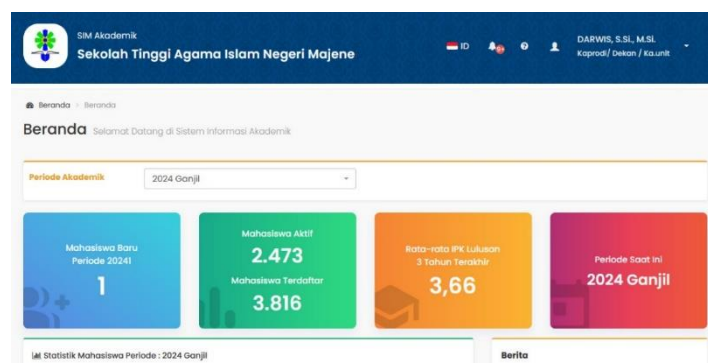 SIM Akademik
Sekolah Tinggi Agama Islam Negeri Majene
ID
DARWIS, S.Si., M.Si.
Kaprodi/ Dekan / Ka.unit
Beranda > Beranda
Beranda Selamat Datang di Sistem Informasi Akademik
Periode Akademik
2024 Ganjil
Mahasiswa Baru
Periode 20241
1
Mahasiswa Aktif
2.473
Mahasiswa Terdaftar
3.816
Rata-rata IPK Lulusan
3 Tahun Terakhir
3,66
Periode Saat Ini
2024 Ganjil
Statistik Mahasiswa Periode : 2024 Ganjil
Berita